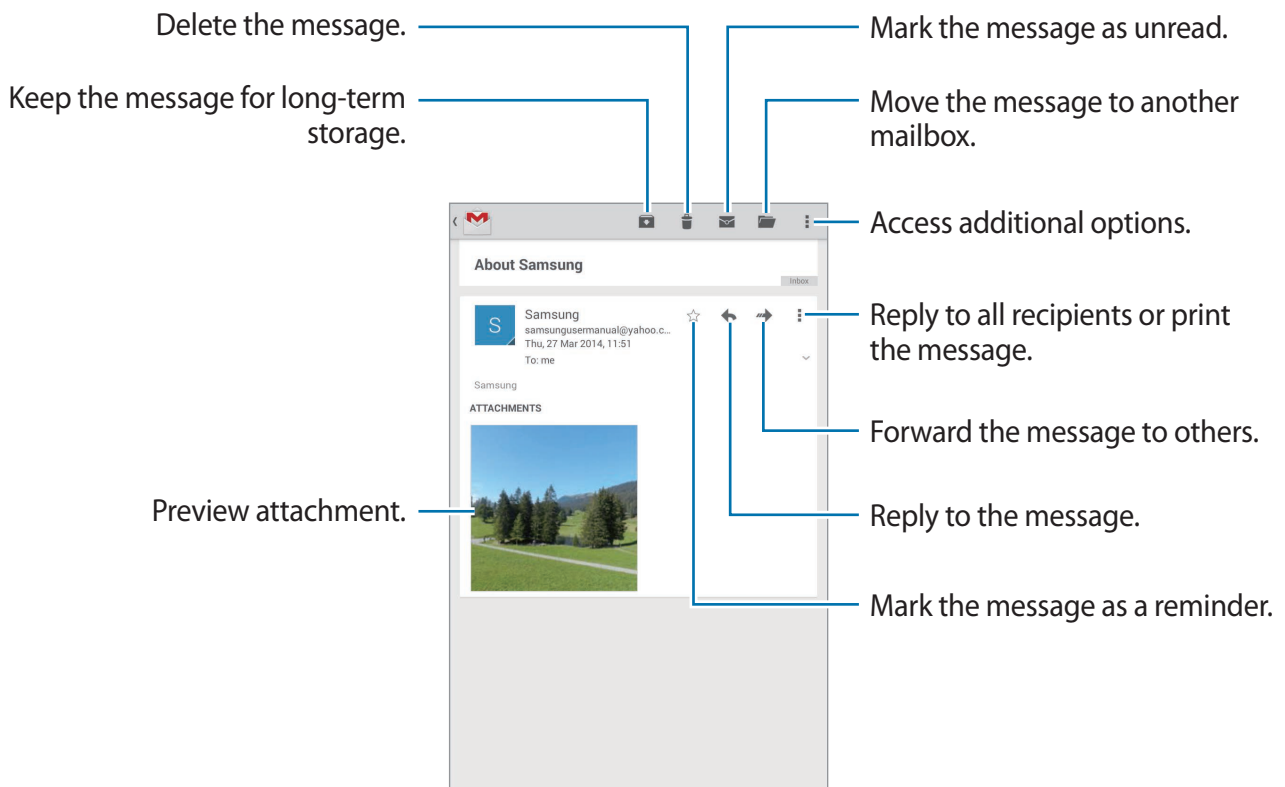 Delete the message.
Mark the message as unread.
Keep the message for long-term
storage.
Move the message to another
mailbox.
Access additional options.
About Samsung
Inbox
S
Samsung
samsungusermanual@yahoo.c...
Thu, 27 Mar 2014, 11:51
To: me
Reply to all recipients or print
the message.
Samsung
ATTACHMENTS
Forward the message to others.
Preview attachment.
Reply to the message.
Mark the message as a reminder.